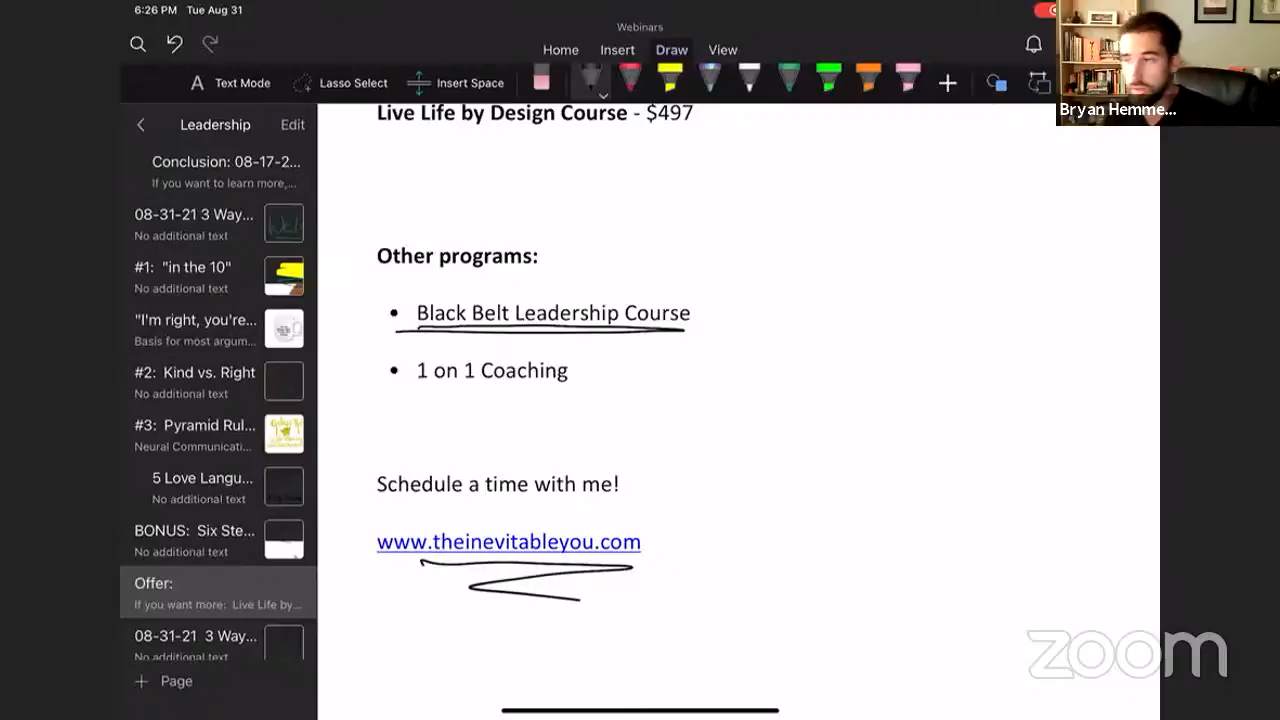 6:26 PM Tue Aug 31
Webinars
Home Insert Draw View
Text Mode Lasso Select Insert Space
Bryan Hemme...
Leadership Edit
Conclusion: 08-17-2...
If you want to learn more,...
08-31-21 3 Way...
No additional text
#1: "in the 10"
No additional text
"I'm right, you're...
Basis for most argum...
#2: Kind vs. Right
No additional text
#3: Pyramid Rul...
Neural Communicati...
5 Love Langu...
No additional text
BONUS: Six Ste...
No additional text
Offer:
If you want more: Live Life by...
08-31-21 3 Way...
No additional text
+ Page
Live Life by Design Course - $497
Other programs:
• Black Belt Leadership Course
• 1 on 1 Coaching
Schedule a time with me!
www.theinevitableyou.com
zoom